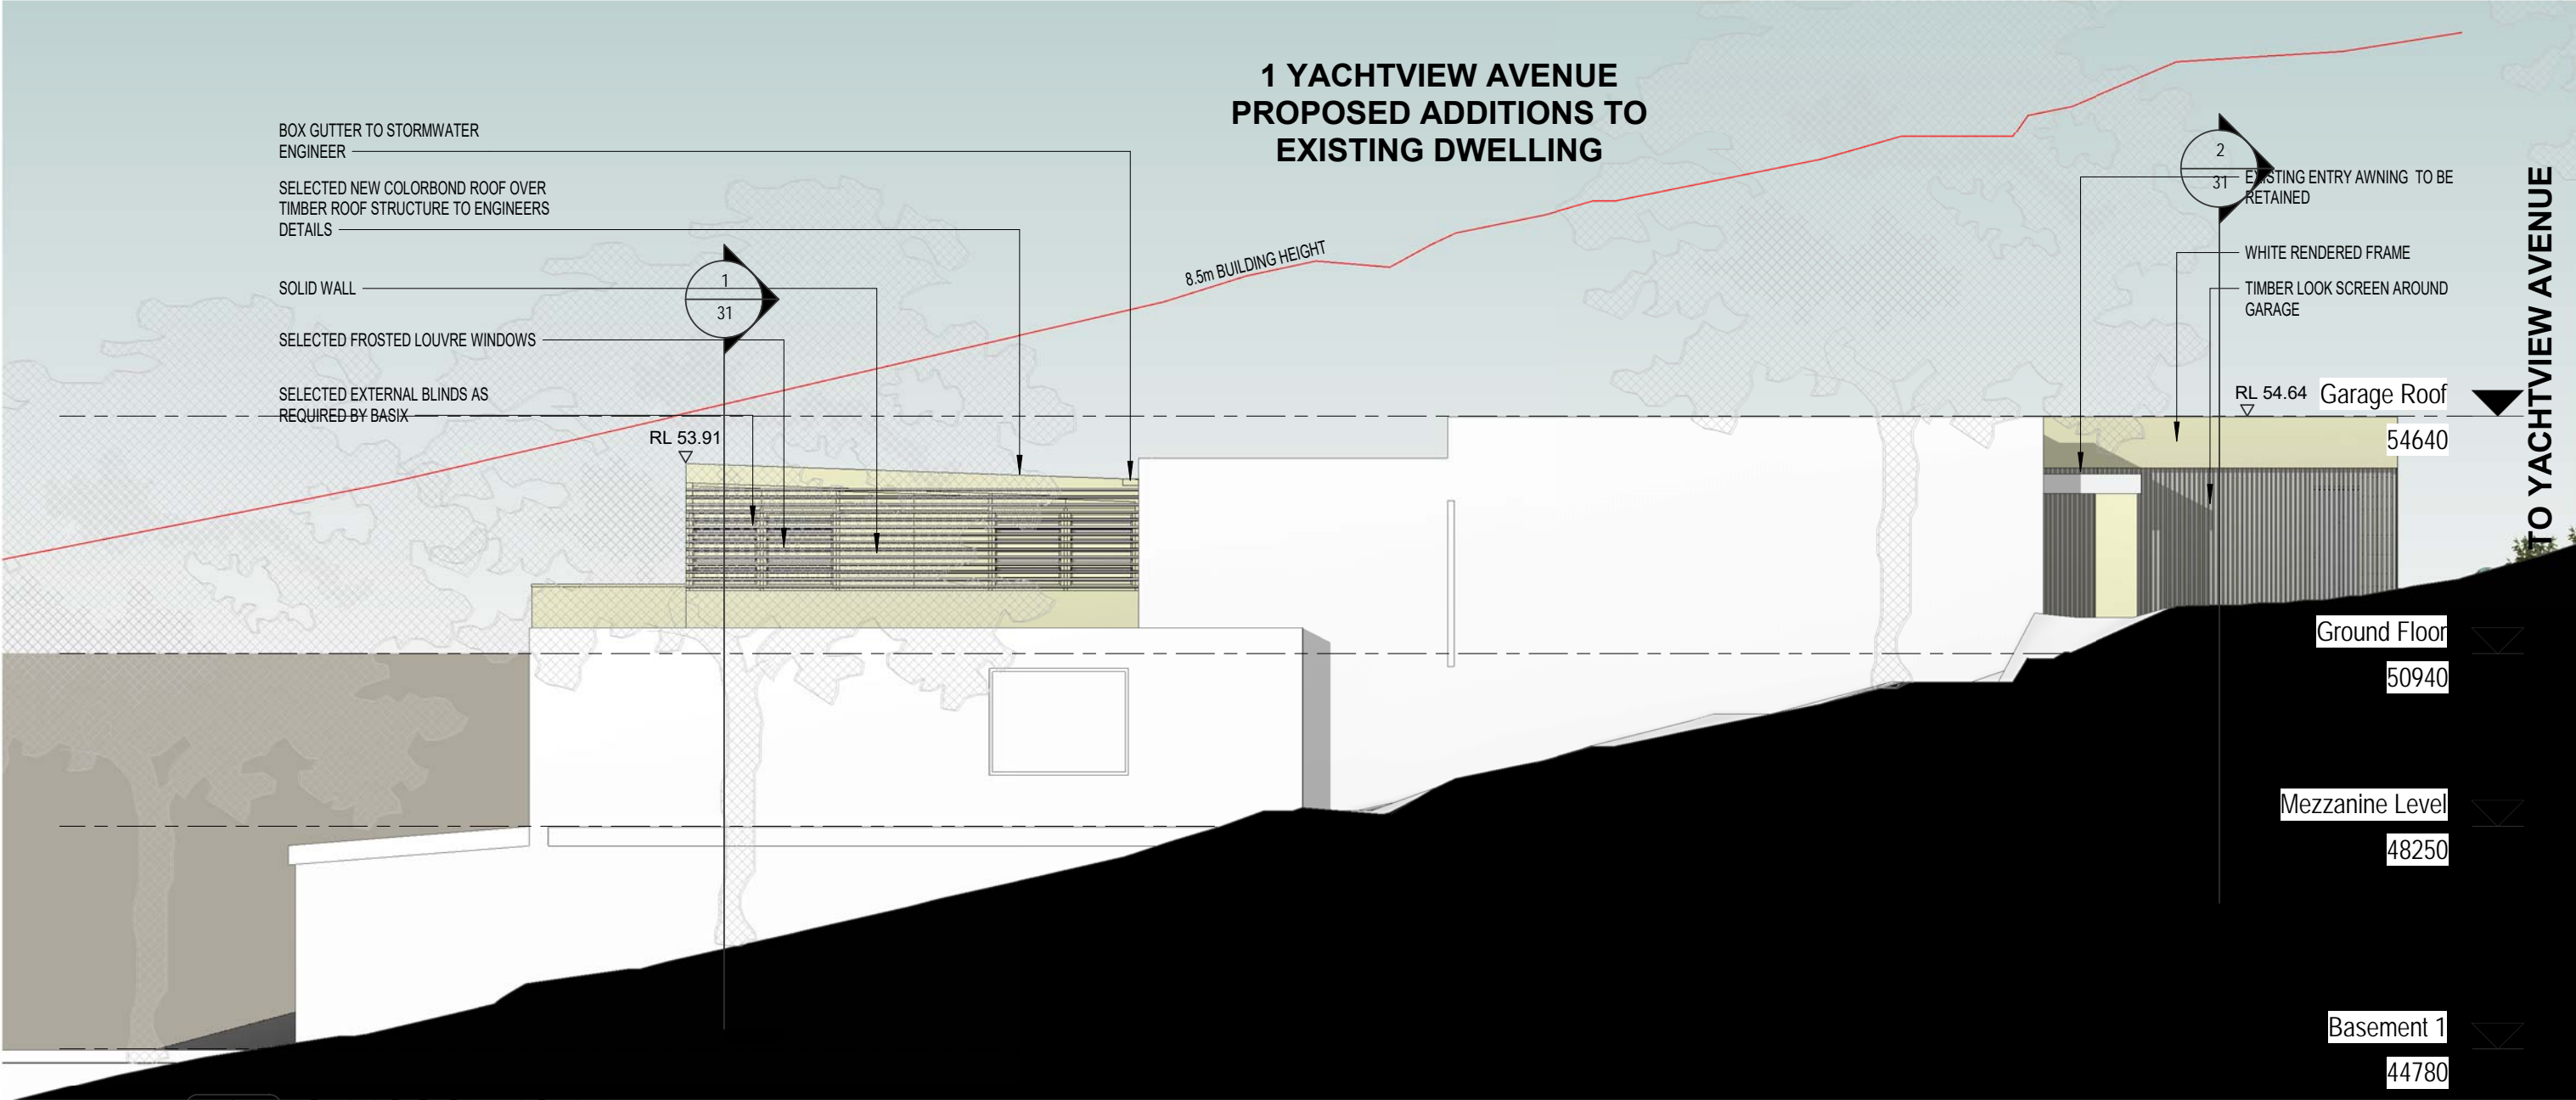 1 YACHTVIEW AVENUE
PROPOSED ADDITIONS TO
EXISTING DWELLING
BOX GUTTER TO STORMWATER
ENGINEER
SELECTED NEW COLORBOND ROOF OVER
TIMBER ROOF STRUCTURE TO ENGINEERS
DETAILS
SOLID WALL
SELECTED FROSTED LOUVRE WINDOWS
SELECTED EXTERNAL BLINDS AS
REQUIRED BY BASIX
1
31
RL 53.91
8.5m BUILDING HEIGHT
2
31
EXISTING ENTRY AWNING TO BE
RETAINED
WHITE RENDERED FRAME
TIMBER LOOK SCREEN AROUND
GARAGE
TO YACHTVIEW AVENUE
RL 54.64
Garage Roof
54640
Ground Floor
50940
Mezzanine Level
48250
Basement 1
44780